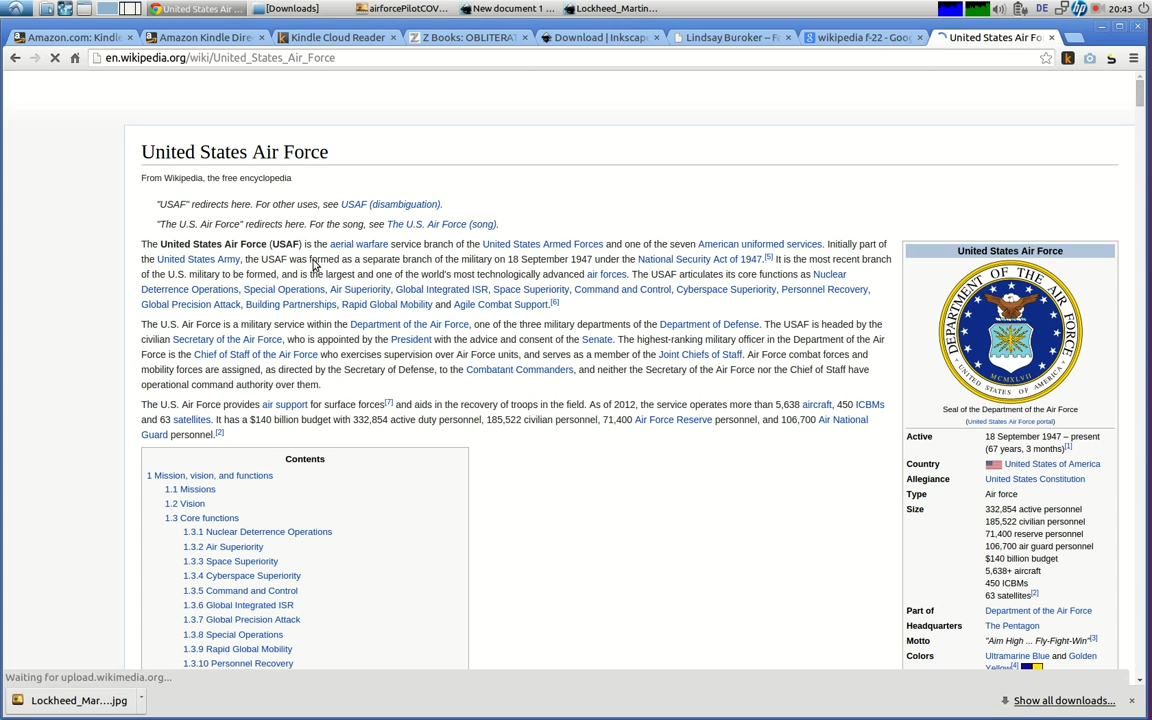 United States Ar ...
[Downloads]
airforcePilotCOV...
New document 1 ...
Lockheed_Martin...
DE
20:43
Amazon.com: Kindle
Amazon Kindle Dire
Kindle Cloud Reader
Z Books: OBLITERAT
Download | Inkscape
Lindsay Buroker – Fa
wikipedia f-22 - Goog
United States Air Fo
en.wikipedia.org/wiki/United_States_Air_Force
United States Air Force
From Wikipedia, the free encyclopedia
"USAF" redirects here. For other uses, see USAF (disambiguation).
"The U.S. Air Force" redirects here. For the song, see The U.S. Air Force (song).
The United States Air Force (USAF) is the aerial warfare service branch of the United States Armed Forces and one of the seven American uniformed services. Initially part
of the United States Army, the USAF was formed as a separate branch of the military on 18 September 1947 under the National Security Act of 1947.[5] It is the most recent branch
of the U.S. military to be formed, and is the largest and one of the world's most technologically advanced air forces. The USAF articulates its core functions as Nuclear
Deterrence Operations, Special Operations, Air Superiority, Global Integrated ISR, Space Superiority, Command and Control, Cyberspace Superiority, Personnel Recovery,
Global Precision Attack, Building Partnerships, Rapid Global Mobility and Agile Combat Support.[6]
The U.S. Air Force is a military service within the Department of the Air Force, one of the three military departments of the Department of Defense. The USAF is headed by the
civilian Secretary of the Air Force, who is appointed by the President with the advice and consent of the Senate. The highest-ranking military officer in the Department of the Air
Force is the Chief of Staff of the Air Force who exercises supervision over Air Force units, and serves as a member of the Joint Chiefs of Staff. Air Force combat forces and
mobility forces are assigned, as directed by the Secretary of Defense, to the Combatant Commanders, and neither the Secretary of the Air Force nor the Chief of Staff have
operational command authority over them.
The U.S. Air Force provides air support for surface forces[7] and aids in the recovery of troops in the field. As of 2012, the service operates more than 5,638 aircraft, 450 ICBMs
and 63 satellites. It has a $140 billion budget with 332,854 active duty personnel, 185,522 civilian personnel, 71,400 Air Force Reserve personnel, and 106,700 Air National
Guard personnel.[2]
Contents
1 Mission, vision, and functions
1.1 Missions
1.2 Vision
1.3 Core functions
1.3.1 Nuclear Deterrence Operations
1.3.2 Air Superiority
1.3.3 Space Superiority
1.3.4 Cyberspace Superiority
1.3.5 Command and Control
1.3.6 Global Integrated ISR
1.3.7 Global Precision Attack
1.3.8 Special Operations
1.3.9 Rapid Global Mobility
1.3.10 Personnel Recovery
United States Air Force
DEPARTMENT OF THE AIR FORCE
MCMXLVII
UNITED STATES OF AMERICA
Seal of the Department of the Air Force
(United States Air Force portal)
Active 18 September 1947 – present
(67 years, 3 months)[1]
Country United States of America
Allegiance United States Constitution
Type Air force
Size 332,854 active personnel
185,522 civilian personnel
71,400 reserve personnel
106,700 air guard personnel
$140 billion budget
5,638+ aircraft
450 ICBMs
63 satellites[2]
Part of Department of the Air Force
Headquarters The Pentagon
Motto "Aim High ... Fly-Fight-Win"[3]
Colors Ultramarine Blue and Golden
Yellow[4]
Waiting for upload.wikimedia.org...
Lockheed_Mar....jpg
Show all downloads...